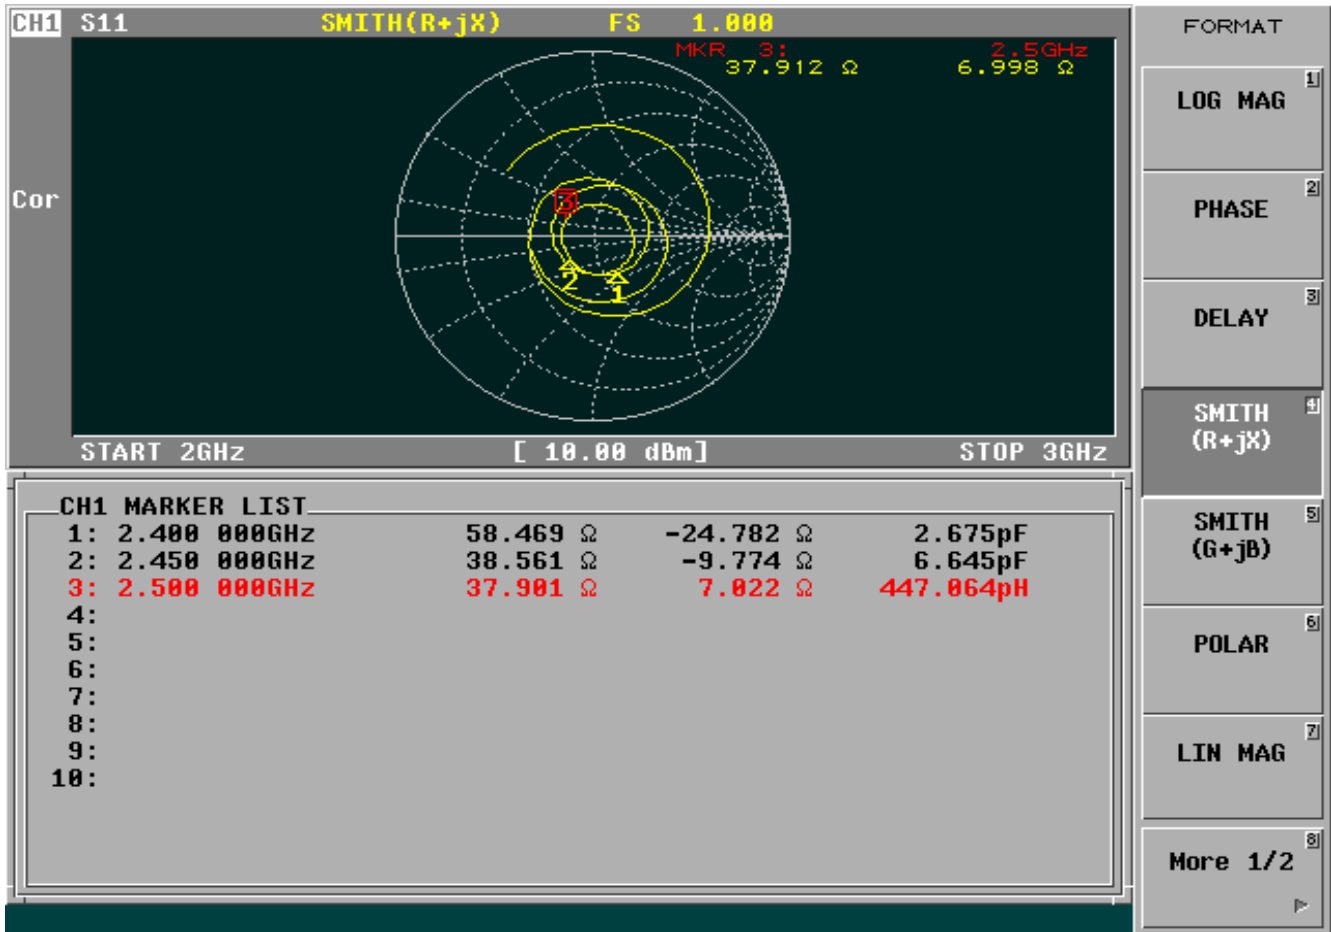 CH1 S11 SMITH(R+jX) FS 1.000
MKR 3: 2.5GHz
37.912 Ω 6.998 Ω
3
2
1
Cor
START 2GHz [ 10.00 dBm] STOP 3GHz
CH1 MARKER LIST
1: 2.400 000GHz 58.469 Ω -24.782 Ω 2.675pF
2: 2.450 000GHz 38.561 Ω -9.774 Ω 6.645pF
3: 2.500 000GHz 37.901 Ω 7.022 Ω 447.064pH
4:
5:
6:
7:
8:
9:
10:
FORMAT
1
LOG MAG
2
PHASE
3
DELAY
4
SMITH
(R+jX)
5
SMITH
(G+jB)
6
POLAR
7
LIN MAG
8
More 1/2